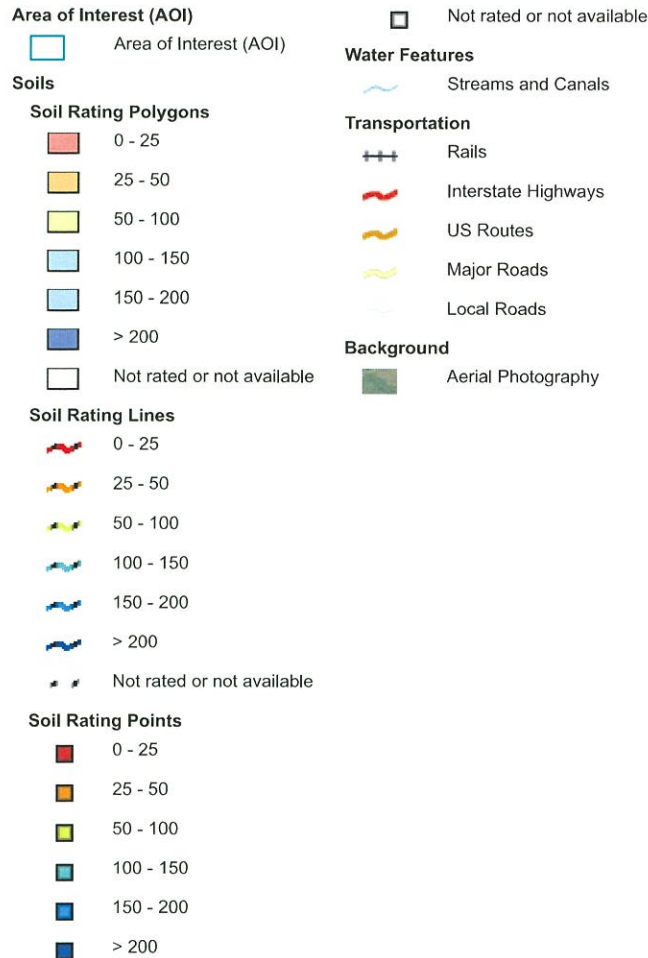 Area of Interest (AOI)
Area of Interest (AOI)
Soils
Soil Rating Polygons
0 - 25
25 - 50
50 - 100
100 - 150
150 - 200
> 200
Not rated or not available
Soil Rating Lines
0 - 25
25 - 50
50 - 100
100 - 150
150 - 200
> 200
Not rated or not available
Soil Rating Points
0 - 25
25 - 50
50 - 100
100 - 150
150 - 200
> 200
Not rated or not available
Water Features
Streams and Canals
Transportation
Rails
Interstate Highways
US Routes
Major Roads
Local Roads
Background
Aerial Photography